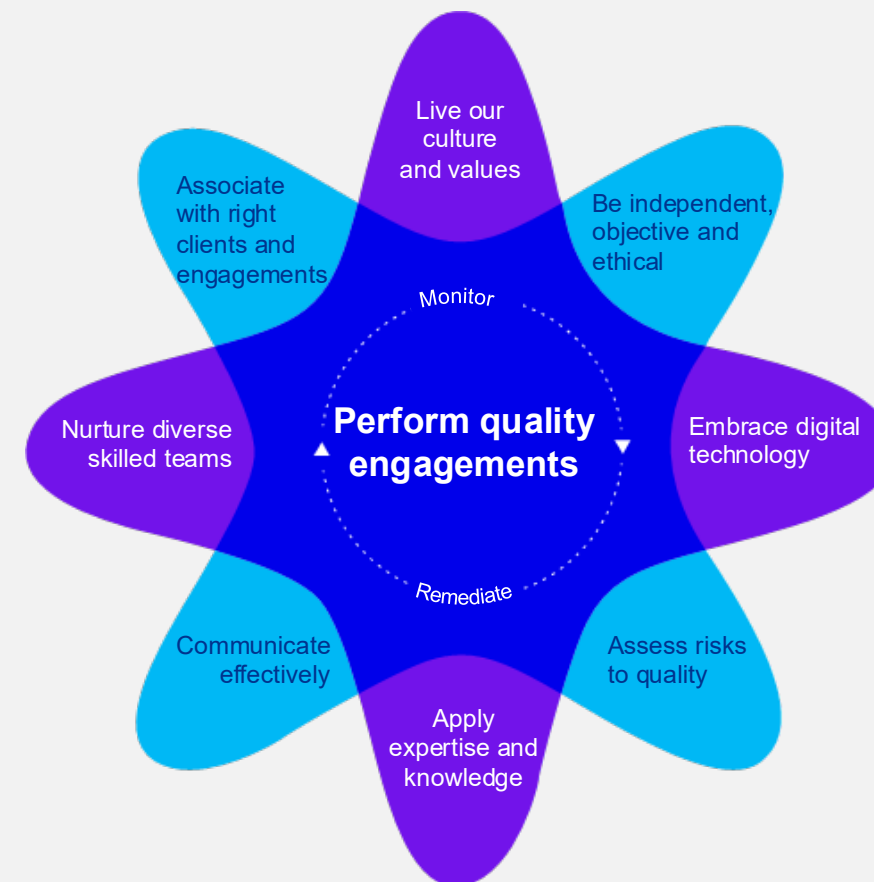 Live our
culture
and values
Be independent,
objective and
ethical
Embrace digital
technology
Assess risks
to quality
Apply
expertise and
knowledge
Communicate
effectively
Nurture diverse
skilled teams
Associate
with right
clients and
engagements
Monitor
Perform quality
engagements
Remediate